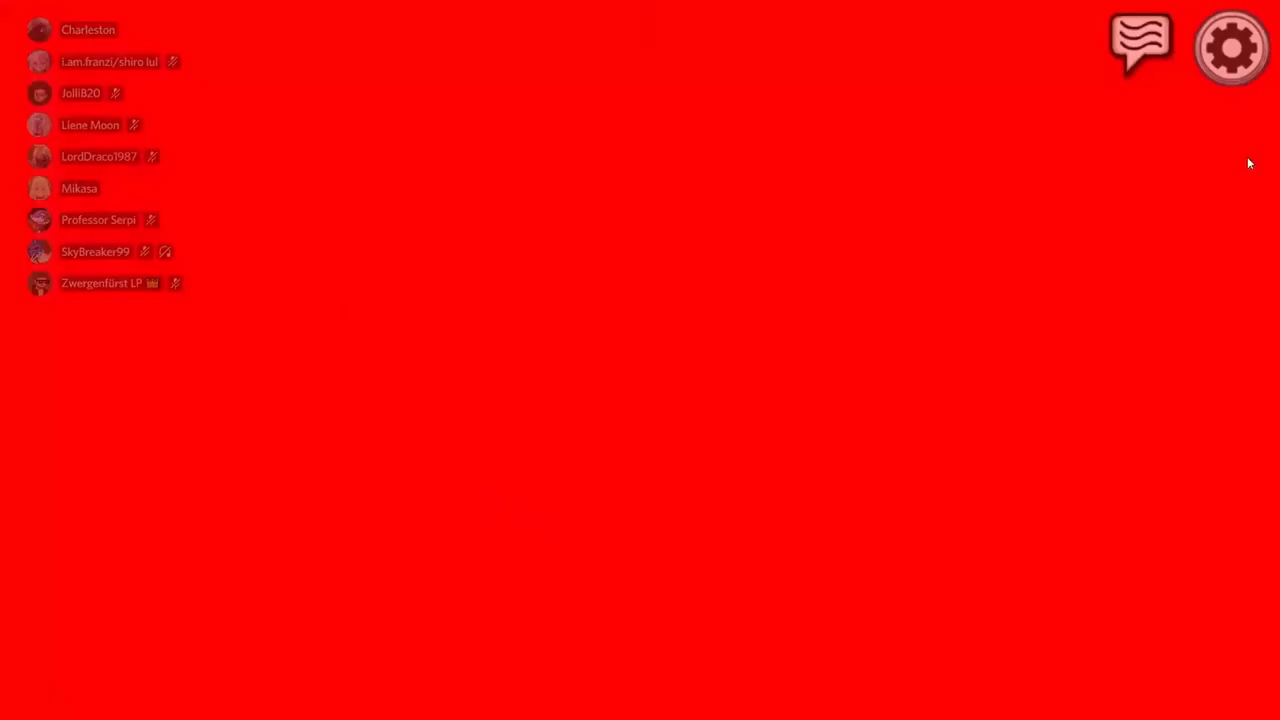 Charleston
i.am.franzi/shiro lul
JolliB20
Liene Moon
LordDraco1987
Mikasa
Professor Serpi
SkyBreaker99
Zwergenfürst LP